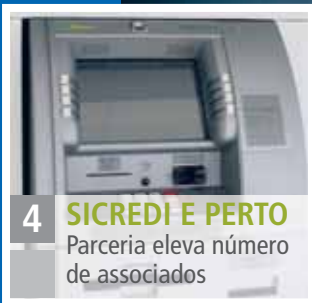 4 SICREDI E PERTO
Parceria eleva número
de associados